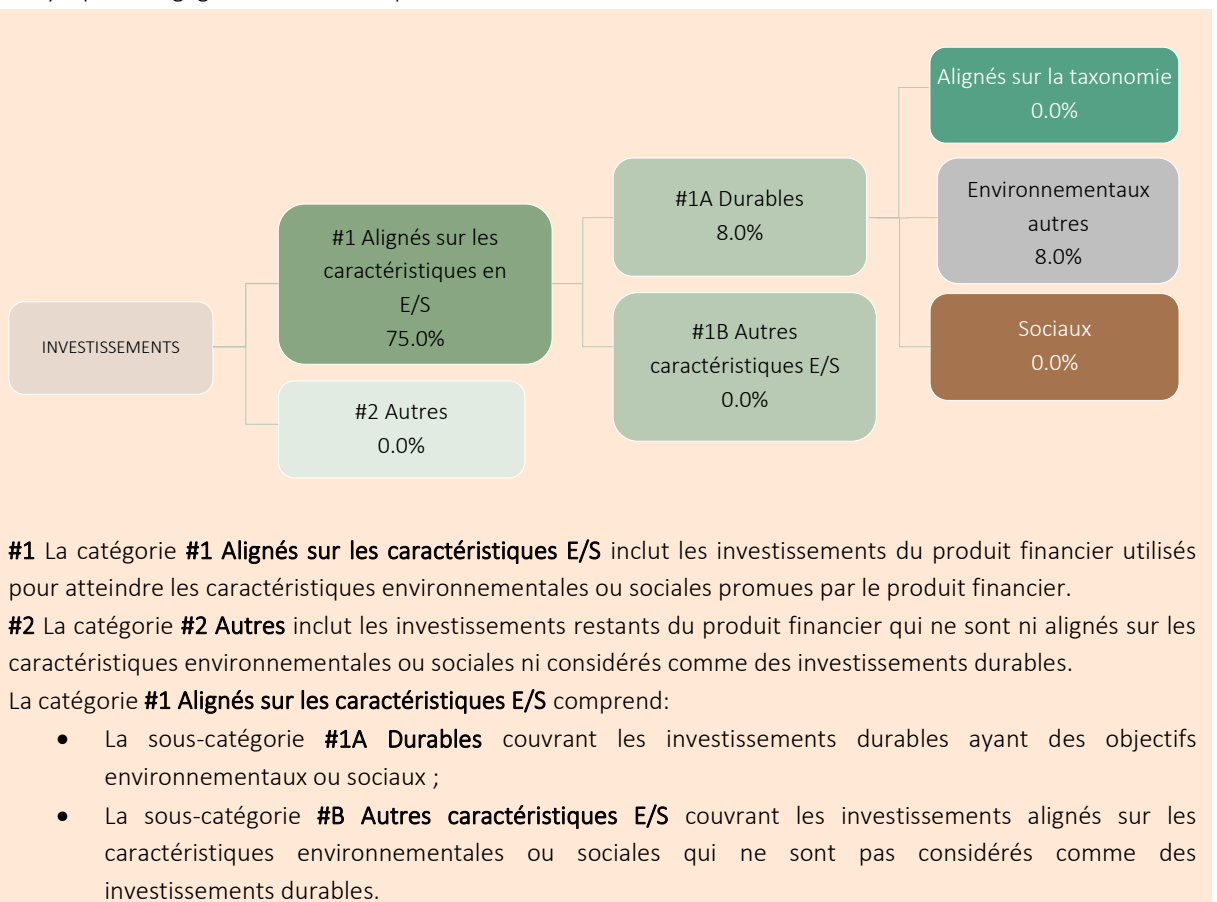 Alignés sur la taxonomie
0.0%
#1A Durables
8.0%
Environnementaux
autres
8.0%
#1 Alignés sur les
caractéristiques en
E/S
75.0%
INVESTISSEMENTS
#1B Autres
caractéristiques E/S
0.0%
Sociaux
0.0%
#2 Autres
0.0%
#1 La catégorie #1 Alignés sur les caractéristiques E/S inclut les investissements du produit financier utilisés
pour atteindre les caractéristiques environnementales ou sociales promues par le produit financier.
#2 La catégorie #2 Autres inclut les investissements restants du produit financier qui ne sont ni alignés sur les
caractéristiques environnementales ou sociales ni considérés comme des investissements durables.
La catégorie #1 Alignés sur les caractéristiques E/S comprend:
• La sous-catégorie #1A Durables couvrant les investissements durables ayant des objectifs
environnementaux ou sociaux ;
• La sous-catégorie #B Autres caractéristiques E/S couvrant les investissements alignés sur les
caractéristiques environnementales ou sociales qui ne sont pas considérés comme des
investissements durables.